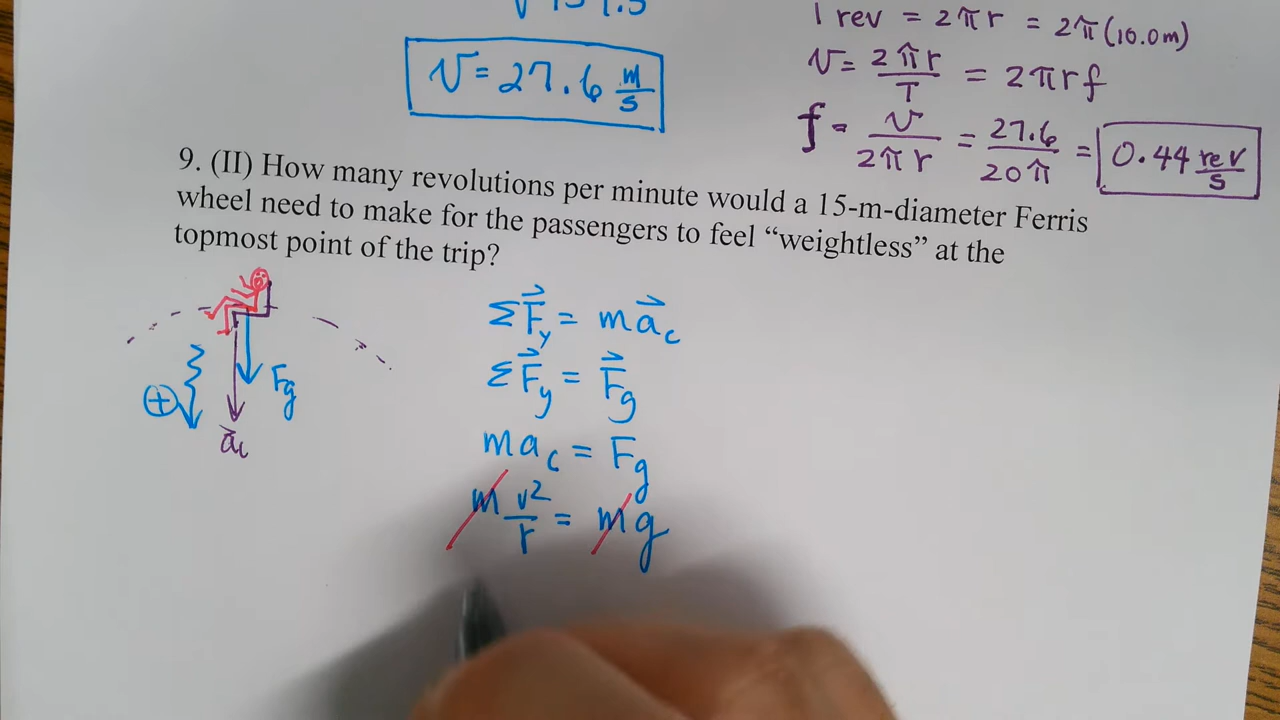 √ 757.5
V = 27.6 m/s
1 rev = 2πr = 2π(10.0m)
V = 2πr/T = 2πrf
f = V/2πr = 27.6/20π = 0.44 rev/s
9. (II) How many revolutions per minute would a 15-m-diameter Ferris
wheel need to make for the passengers to feel “weightless” at the
topmost point of the trip?
+
Fg
a⃗c
ΣF⃗y = ma⃗c
ΣF⃗y = F⃗g
mac = Fg
m v²/r = mg